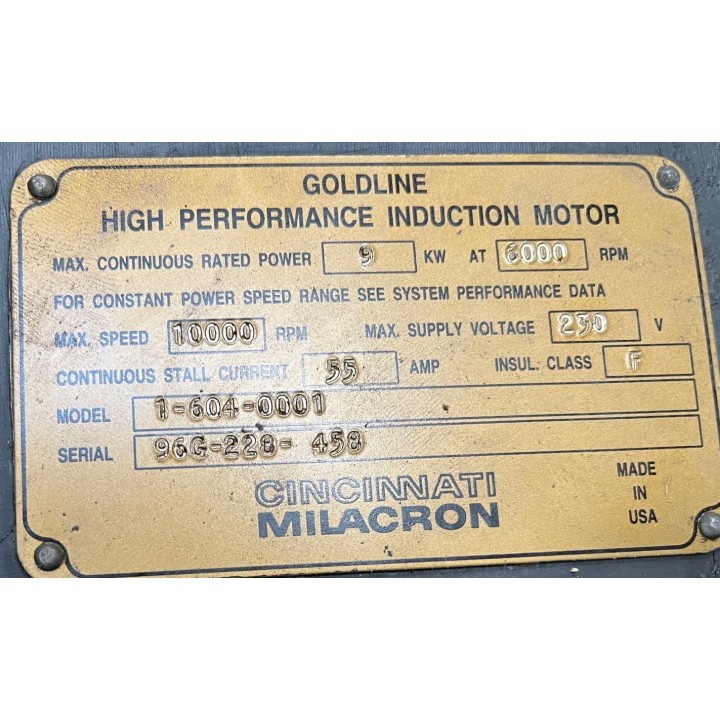 GOLDLINE
HIGH PERFORMANCE INDUCTION MOTOR
MAX. CONTINUOUS RATED POWER 9 KW AT 6000 RPM
FOR CONSTANT POWER SPEED RANGE SEE SYSTEM PERFORMANCE DATA
MAX. SPEED 10000 RPM MAX. SUPPLY VOLTAGE 230 V
CONTINUOUS STALL CURRENT 55 AMP INSUL. CLASS F
MODEL 1-604-0001
SERIAL 96G-228- 458
CINCINNATI
MILACRON
MADE
IN
USA